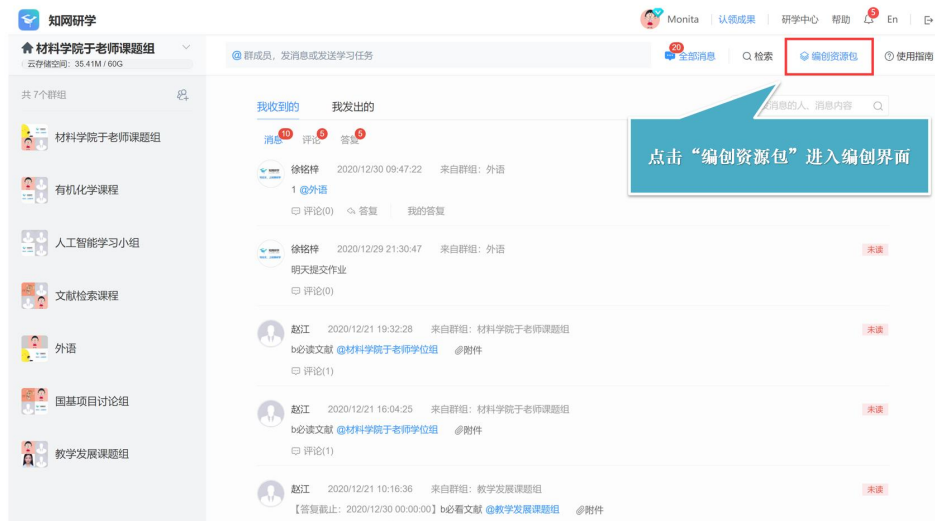 知网研学
Monita 认领成果 研学中心 帮助 5 En
材料学院于老师课题组
云存储空间：35.41M / 60G
@ 群成员，发消息或发送学习任务
20
全部消息 检索 编创资源包 使用指南
共 7个群组
我收到的 我发出的
消息的人、消息内容
消息 10 评论 5 答复 5
点击“编创资源包”进入编创界面
材料学院于老师课题组
有机化学课程
人工智能学习小组
文献检索课程
外语
国基项目讨论组
教学发展课题组
徐铭梓 2020/12/30 09:47:22 来自群组：外语
1 @外语
评论(0) 答复 我的答复
徐铭梓 2020/12/29 21:30:47 来自群组：外语 未读
明天提交作业
评论(0)
赵江 2020/12/21 19:32:28 来自群组：材料学院于老师课题组 未读
b必读文献 @材料学院于老师学位组 @附件
评论(1)
赵江 2020/12/21 16:04:25 来自群组：材料学院于老师课题组 未读
b必读文献 @材料学院于老师学位组 @附件
评论(1)
赵江 2020/12/21 10:16:36 来自群组：教学发展课题组 未读
【答复截止：2020/12/30 00:00:00】b必看文献 @教学发展课题组 @附件